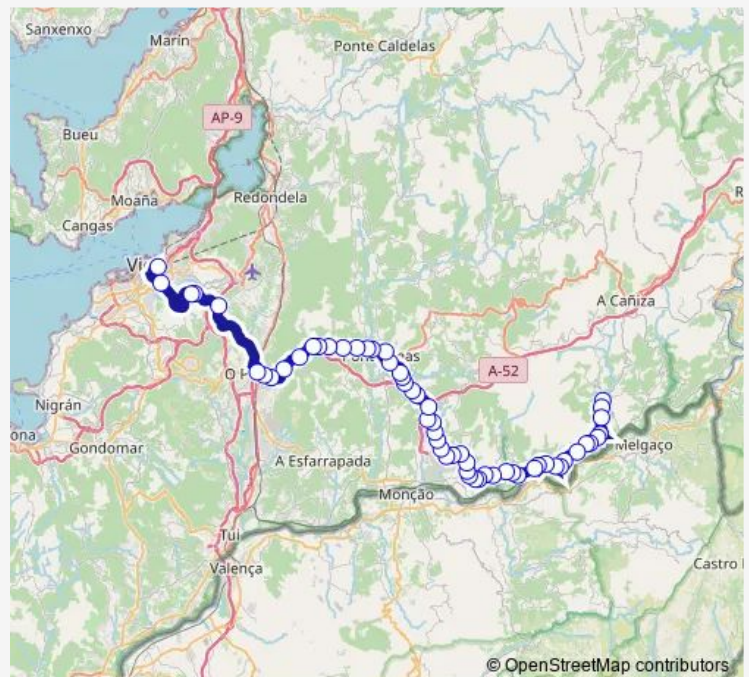 Sanxenxo
Marín
Ponte Caldelas
AP-9
Bueu
Moaña
Redondela
Cangas
A Cañiza
A-52
Nigrán
Gondomar
A Esfarrapada
Melgaço
Monção
Tui
Valença
Castro
© OpenStreetMap contributors